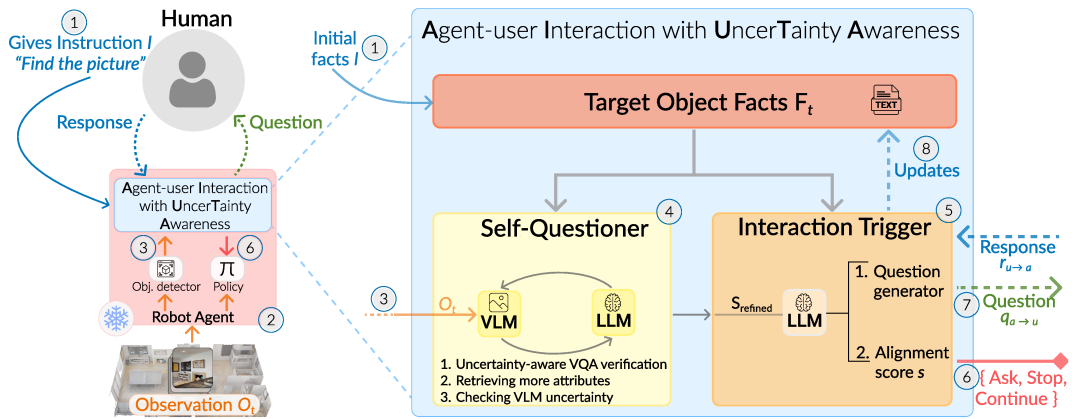 1
Gives Instruction I
“Find the picture”
Human
Response
Question
Agent-user Interaction
with UncerTainty
Awareness
3
6
Obj. detector
π
Policy
Robot Agent
2
Observation Ot
Agent-user Interaction with UncerTainty Awareness
Initial
facts I
1
Target Object Facts Ft
TEXT
8
Updates
Self-Questioner
4
3
Ot
VLM
LLM
1. Uncertainty-aware VQA verification
2. Retrieving more attributes
3. Checking VLM uncertainty
Interaction Trigger
5
Srefined
LLM
1. Question
generator
2. Alignment
score s
Response
ru→a
7
Question
qa→u
6
{ Ask, Stop,
Continue }